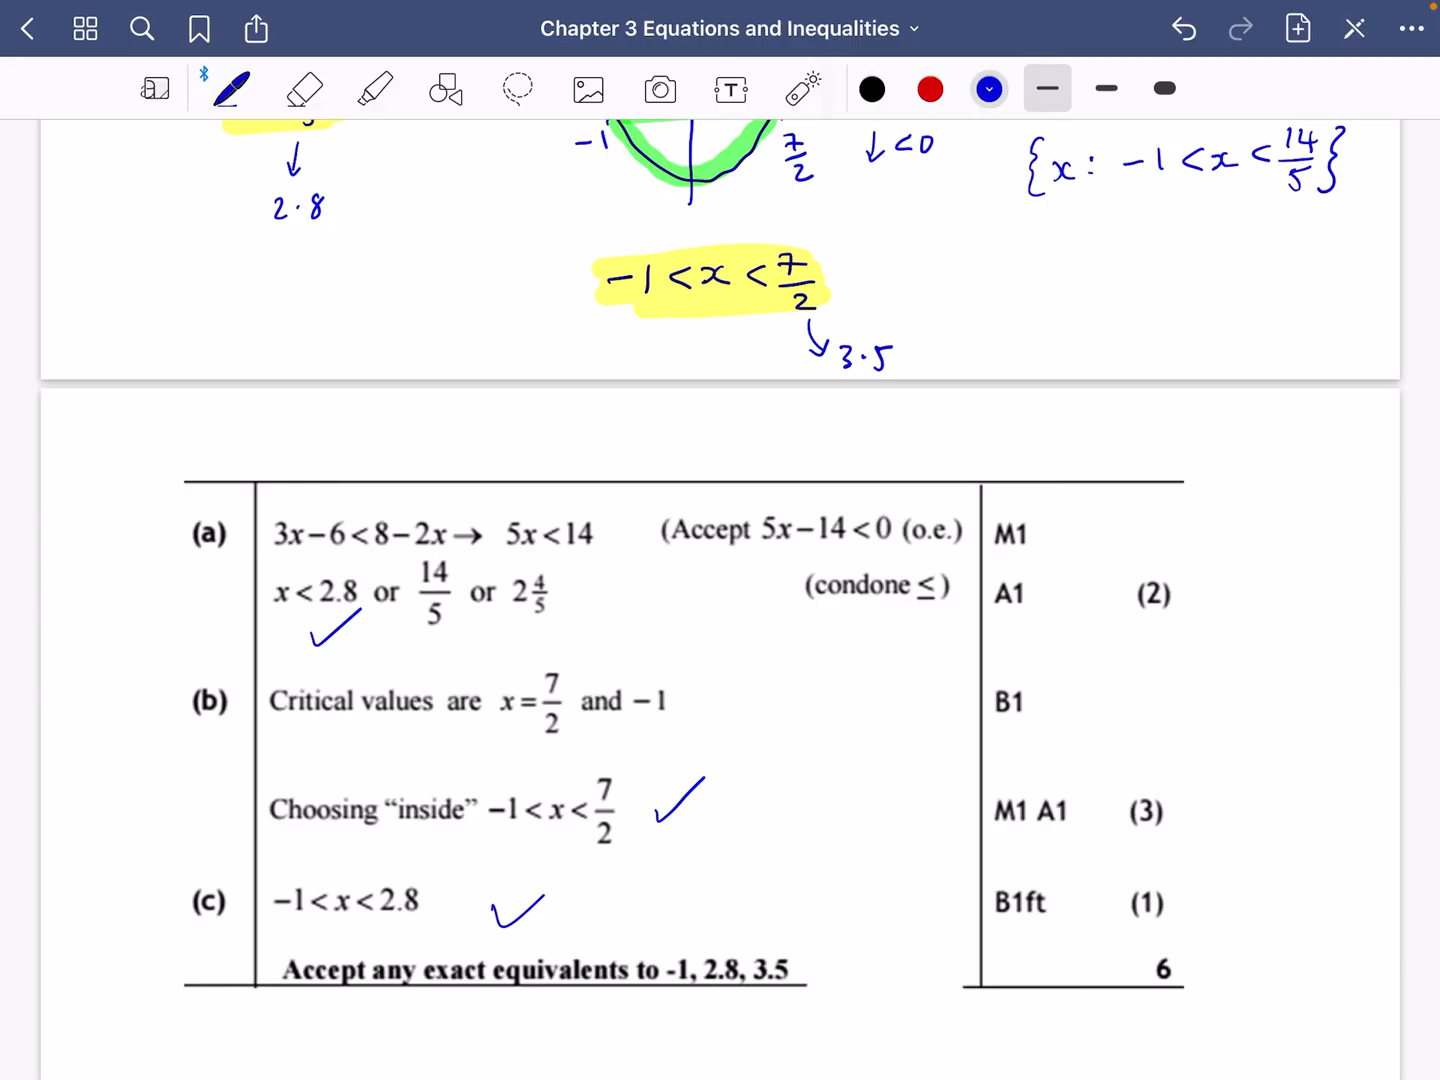 Chapter 3 Equations and Inequalities
T
-1
7/2
↓ <0
{x: -1 < x < 14/5}
2.8
-1 < x < 7/2
3.5
(a) 3x – 6 < 8 – 2x → 5x < 14 (Accept 5x – 14 < 0 (o.e.) M1
x < 2.8 or 14/5 or 2 4/5 (condone ≤ ) A1 (2)
(b) Critical values are x = 7/2 and – 1 B1
Choosing “inside” –1 < x < 7/2 M1 A1 (3)
(c) –1 < x < 2.8 B1ft (1)
Accept any exact equivalents to -1, 2.8, 3.5 6